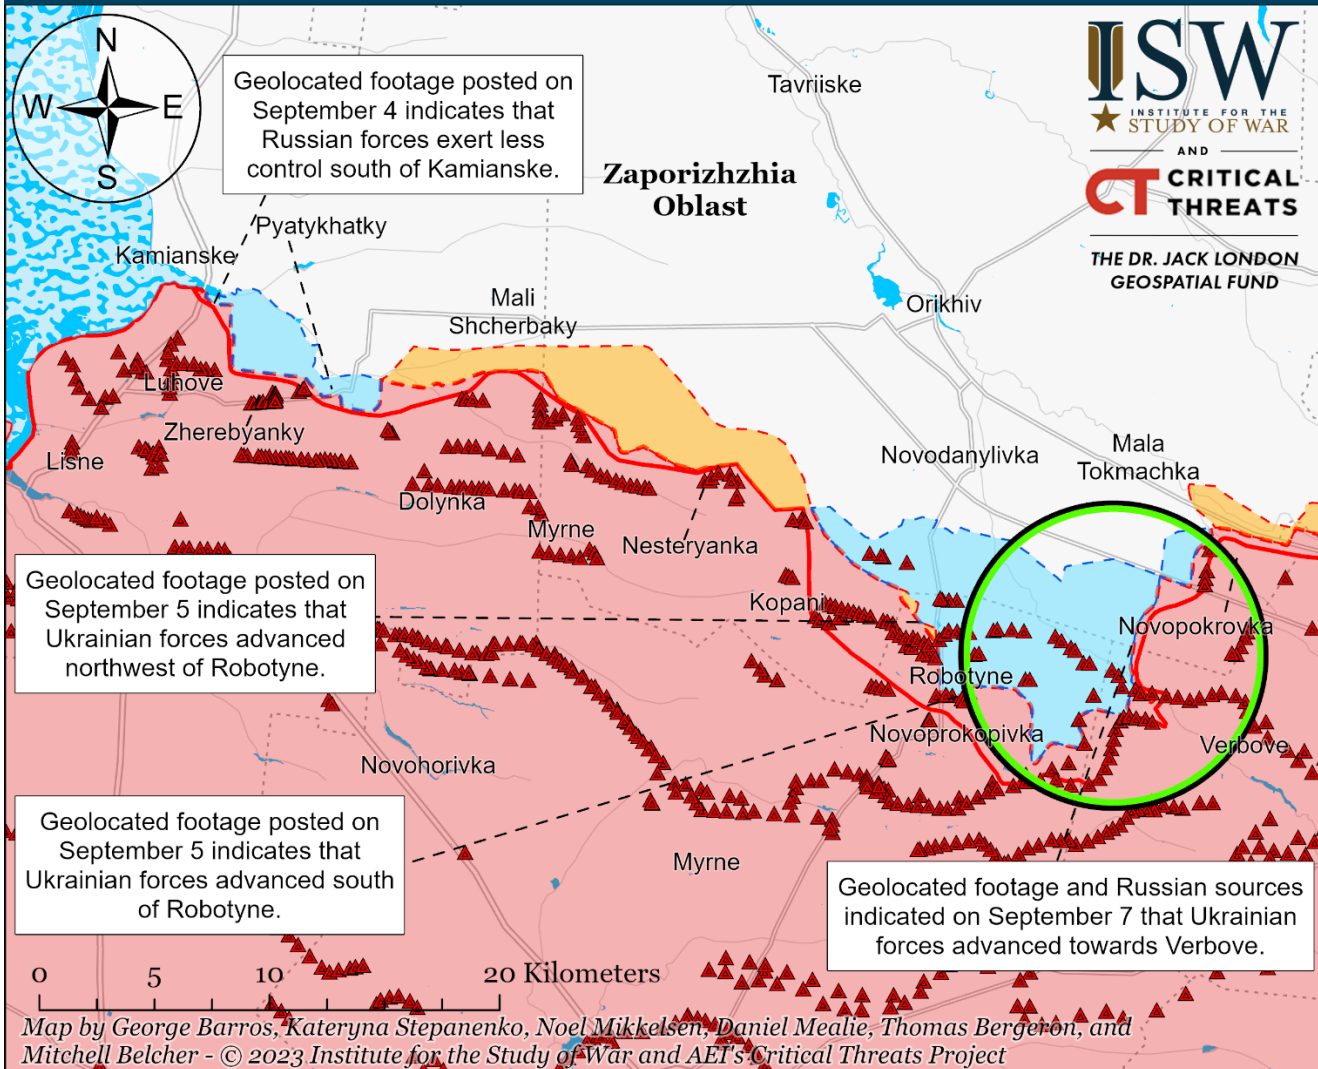 N
W
E
S
Geolocated footage posted on
September 4 indicates that
Russian forces exert less
control south of Kamianske.
ISW
INSTITUTE FOR THE
STUDY OF WAR
AND
CT CRITICAL
THREATS
THE DR. JACK LONDON
GEOSPATIAL FUND
Tavriiske
Zaporizhzhia
Oblast
Pyatykhatky
Kamianske
Mali
Shcherbaky
Orikhiv
Luhove
Zherebyanky
Lisne
Dolynka
Myrne
Nesteryanka
Novodanylivka
Mala
Tokmachka
Geolocated footage posted on
September 5 indicates that
Ukrainian forces advanced
northwest of Robotyne.
Kopani
Novopokrovka
Robotyne
Novoprokopivka
Verbove
Novohorivka
Geolocated footage posted on
September 5 indicates that
Ukrainian forces advanced south
of Robotyne.
Myrne
Geolocated footage and Russian sources
indicated on September 7 that Ukrainian
forces advanced towards Verbove.
0 5 10 20 Kilometers
Map by George Barros, Kateryna Stepanenko, Noel Mikkelsen, Daniel Mealie, Thomas Bergeron, and
Mitchell Belcher - © 2023 Institute for the Study of War and AEI's Critical Threats Project